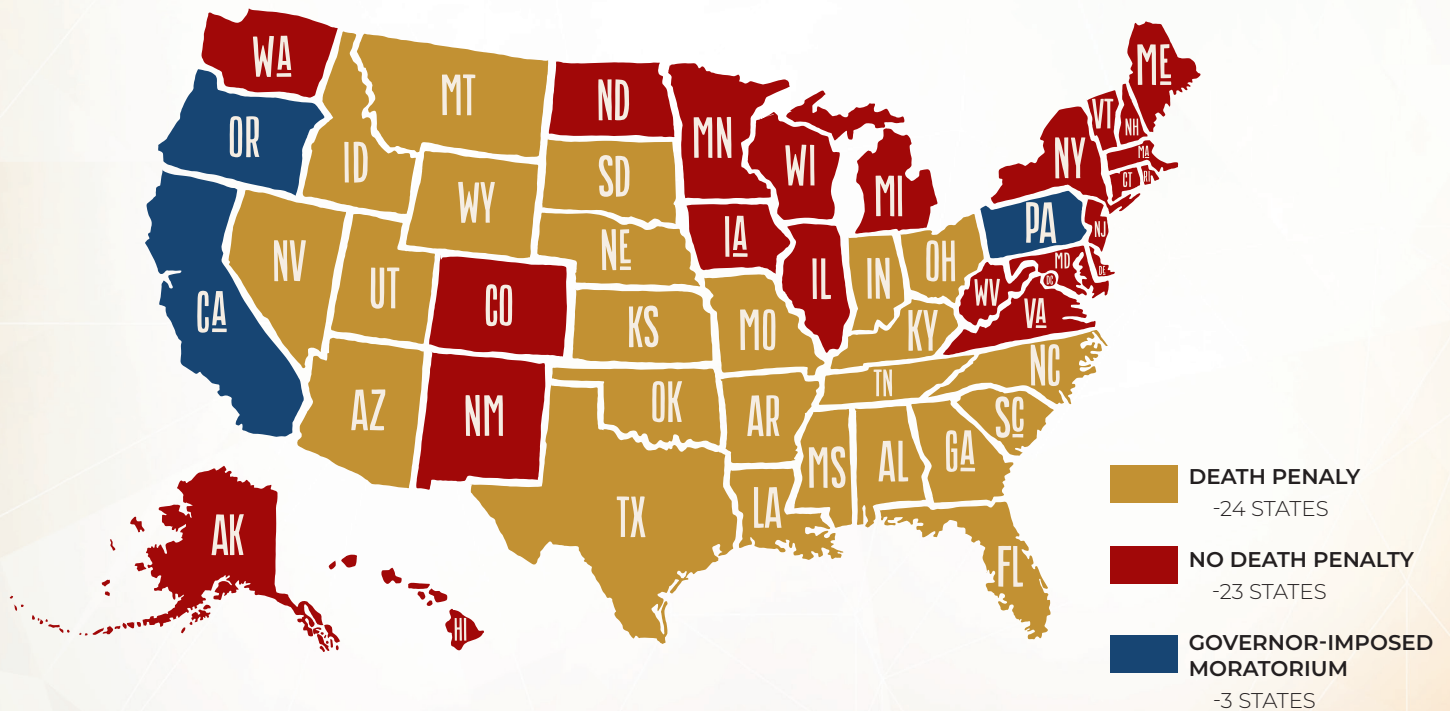 WA
MT
ND
MN
ME
OR
ID
SD
WI
MI
NY
VT
NH
MA
CT
RI
WY
NE
IA
PA
NJ
NV
UT
CO
KS
MO
IL
IN
OH
WV
MD
DE
DC
VA
CA
KY
NC
AZ
NM
OK
AR
TN
SC
TX
LA
MS
AL
GA
FL
AK
HI
DEATH PENALY
-24 STATES
NO DEATH PENALTY
-23 STATES
GOVERNOR-IMPOSED
MORATORIUM
-3 STATES